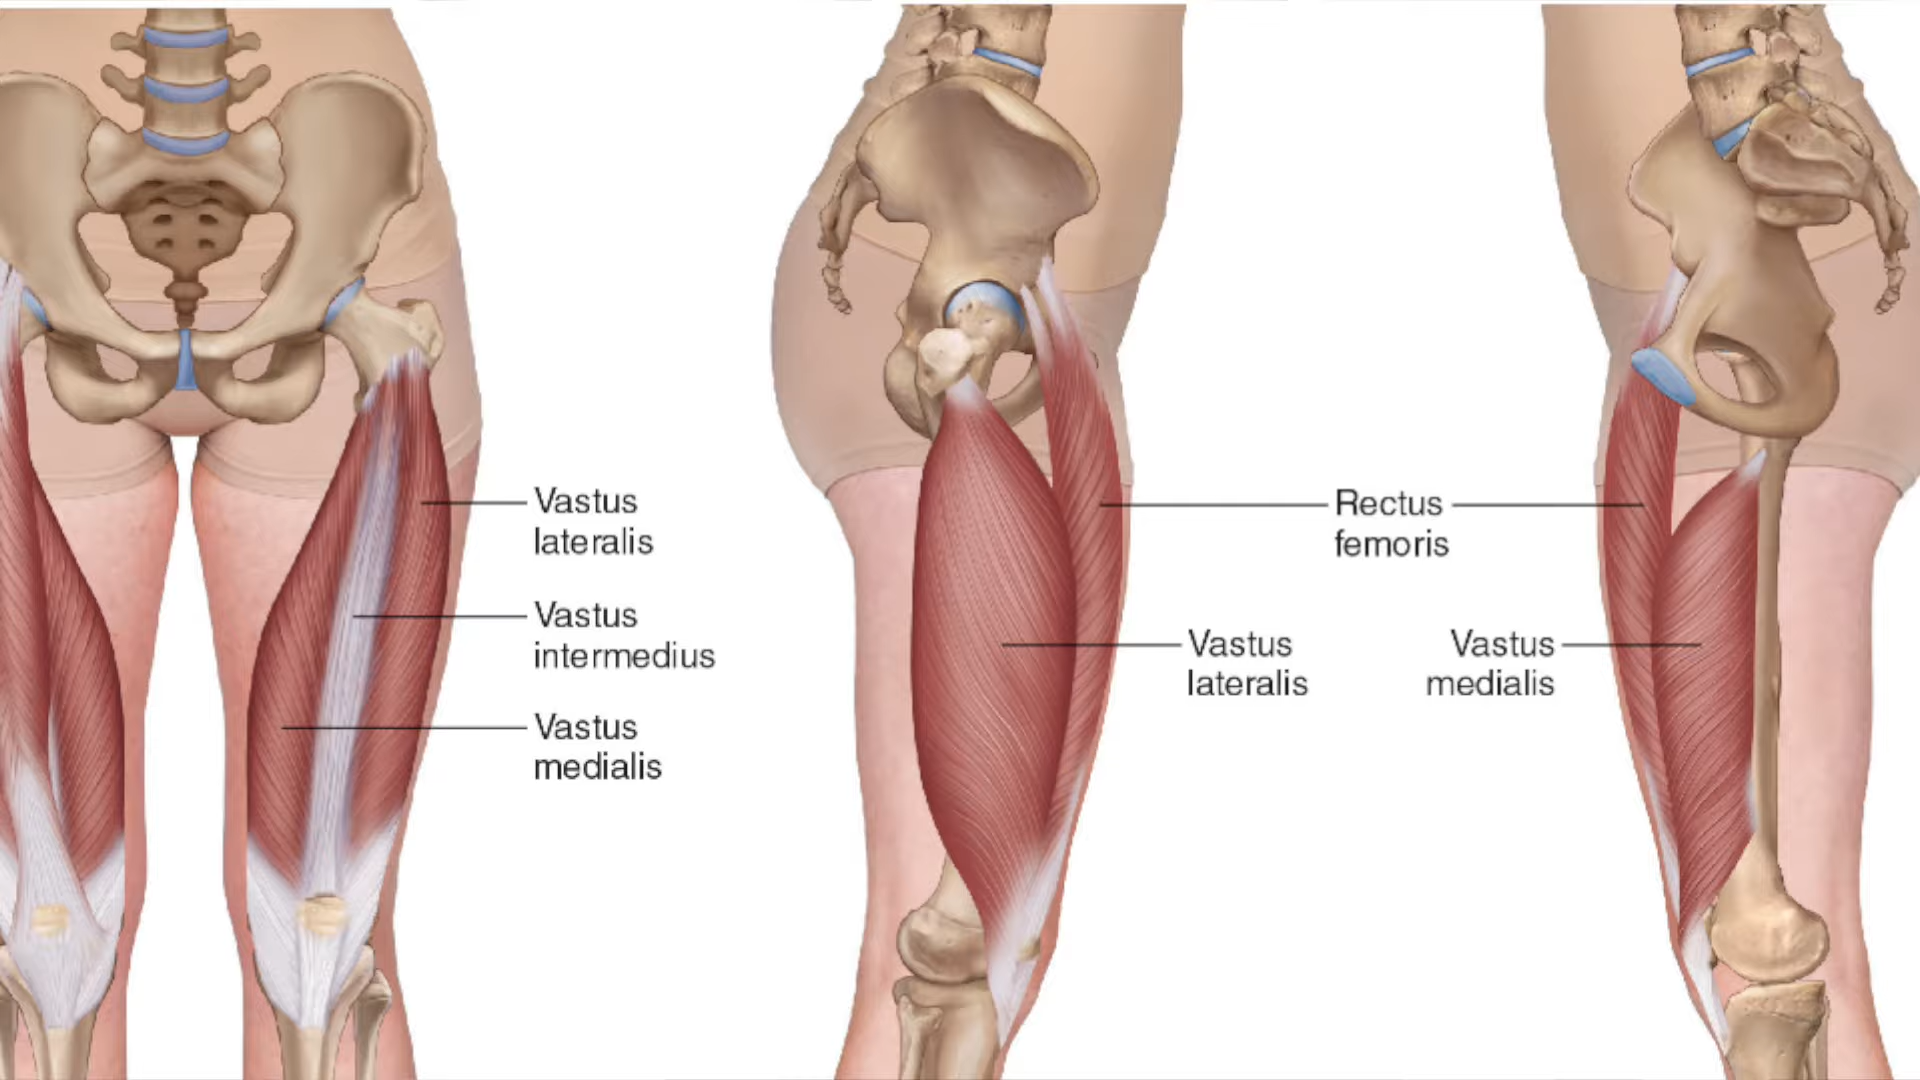 Vastus
lateralis
Vastus
intermedius
Vastus
medialis
Rectus
femoris
Vastus
lateralis
Vastus
medialis